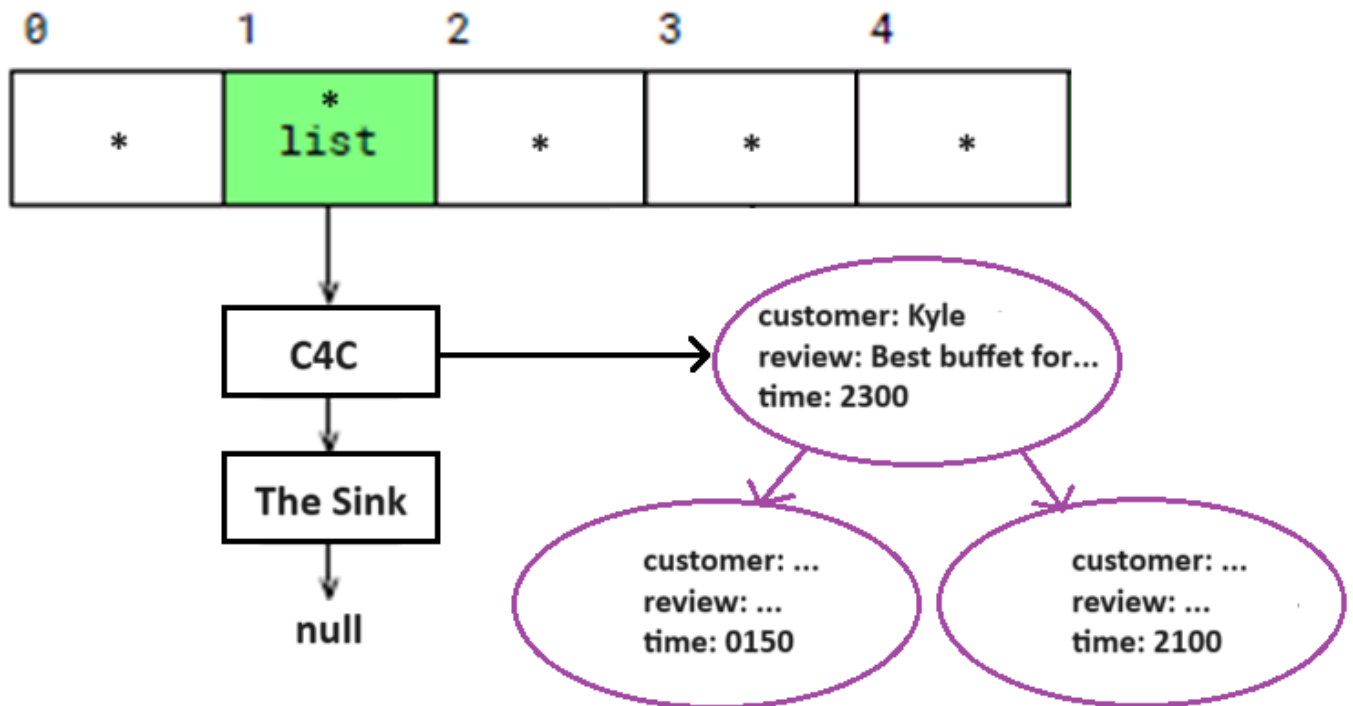 0 1 2 3 4
* * * * *
list
C4C
customer: Kyle
review: Best buffet for...
time: 2300
The Sink
null
customer: ...
review: ...
time: 0150
customer: ...
review: ...
time: 2100